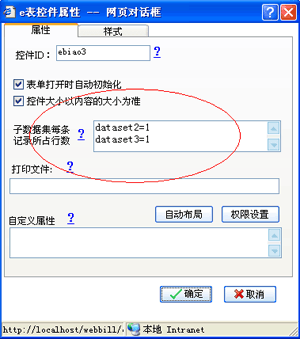 e表控件属性 -- 网页对话框
属性 样式
控件ID： ebiao3 ?
表单打开时自动初始化
控件大小以内容的大小为准
子数据集每条 ? dataset2=1
记录所占行数 dataset3=1
打印文件: ?
自定义属性 ? 自动布局 权限设置
确定 取消
http://localhost/webbill/ 本地 Intranet